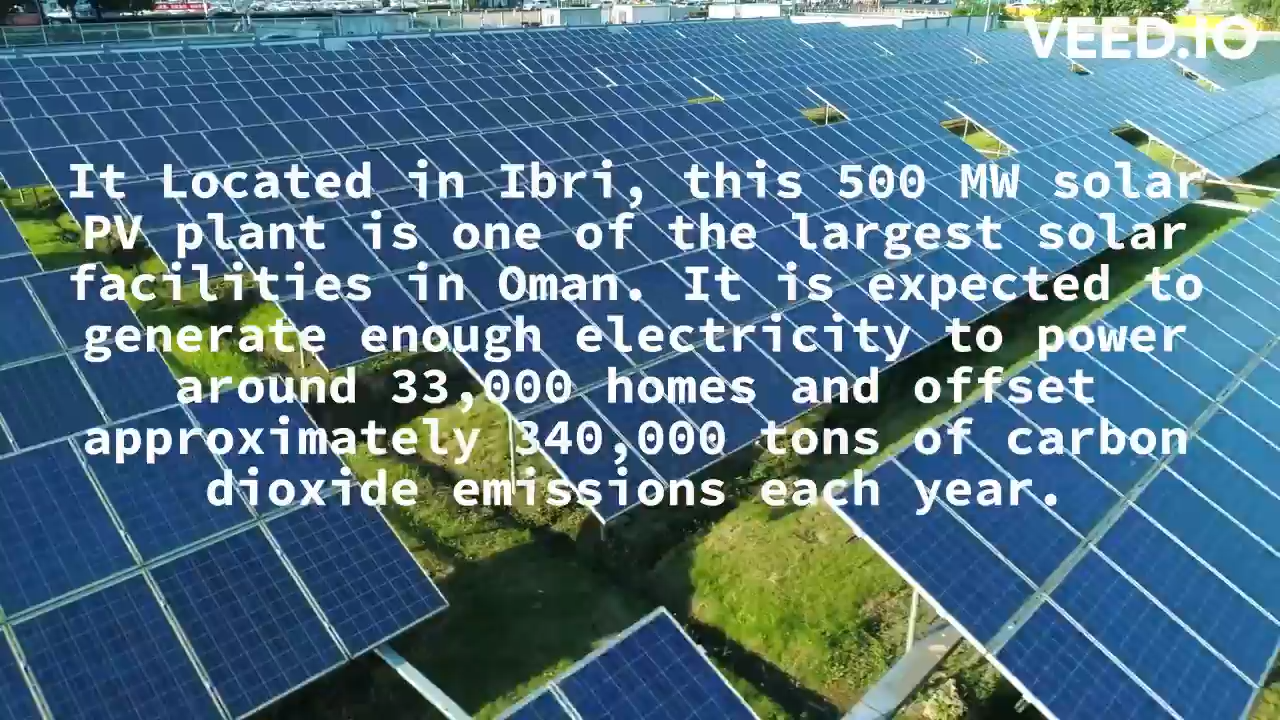 VEED.IO
It Located in Ibri, this 500 MW solar
PV plant is one of the largest solar
facilities in Oman. It is expected to
generate enough electricity to power
around 33,000 homes and offset
approximately 340,000 tons of carbon
dioxide emissions each year.